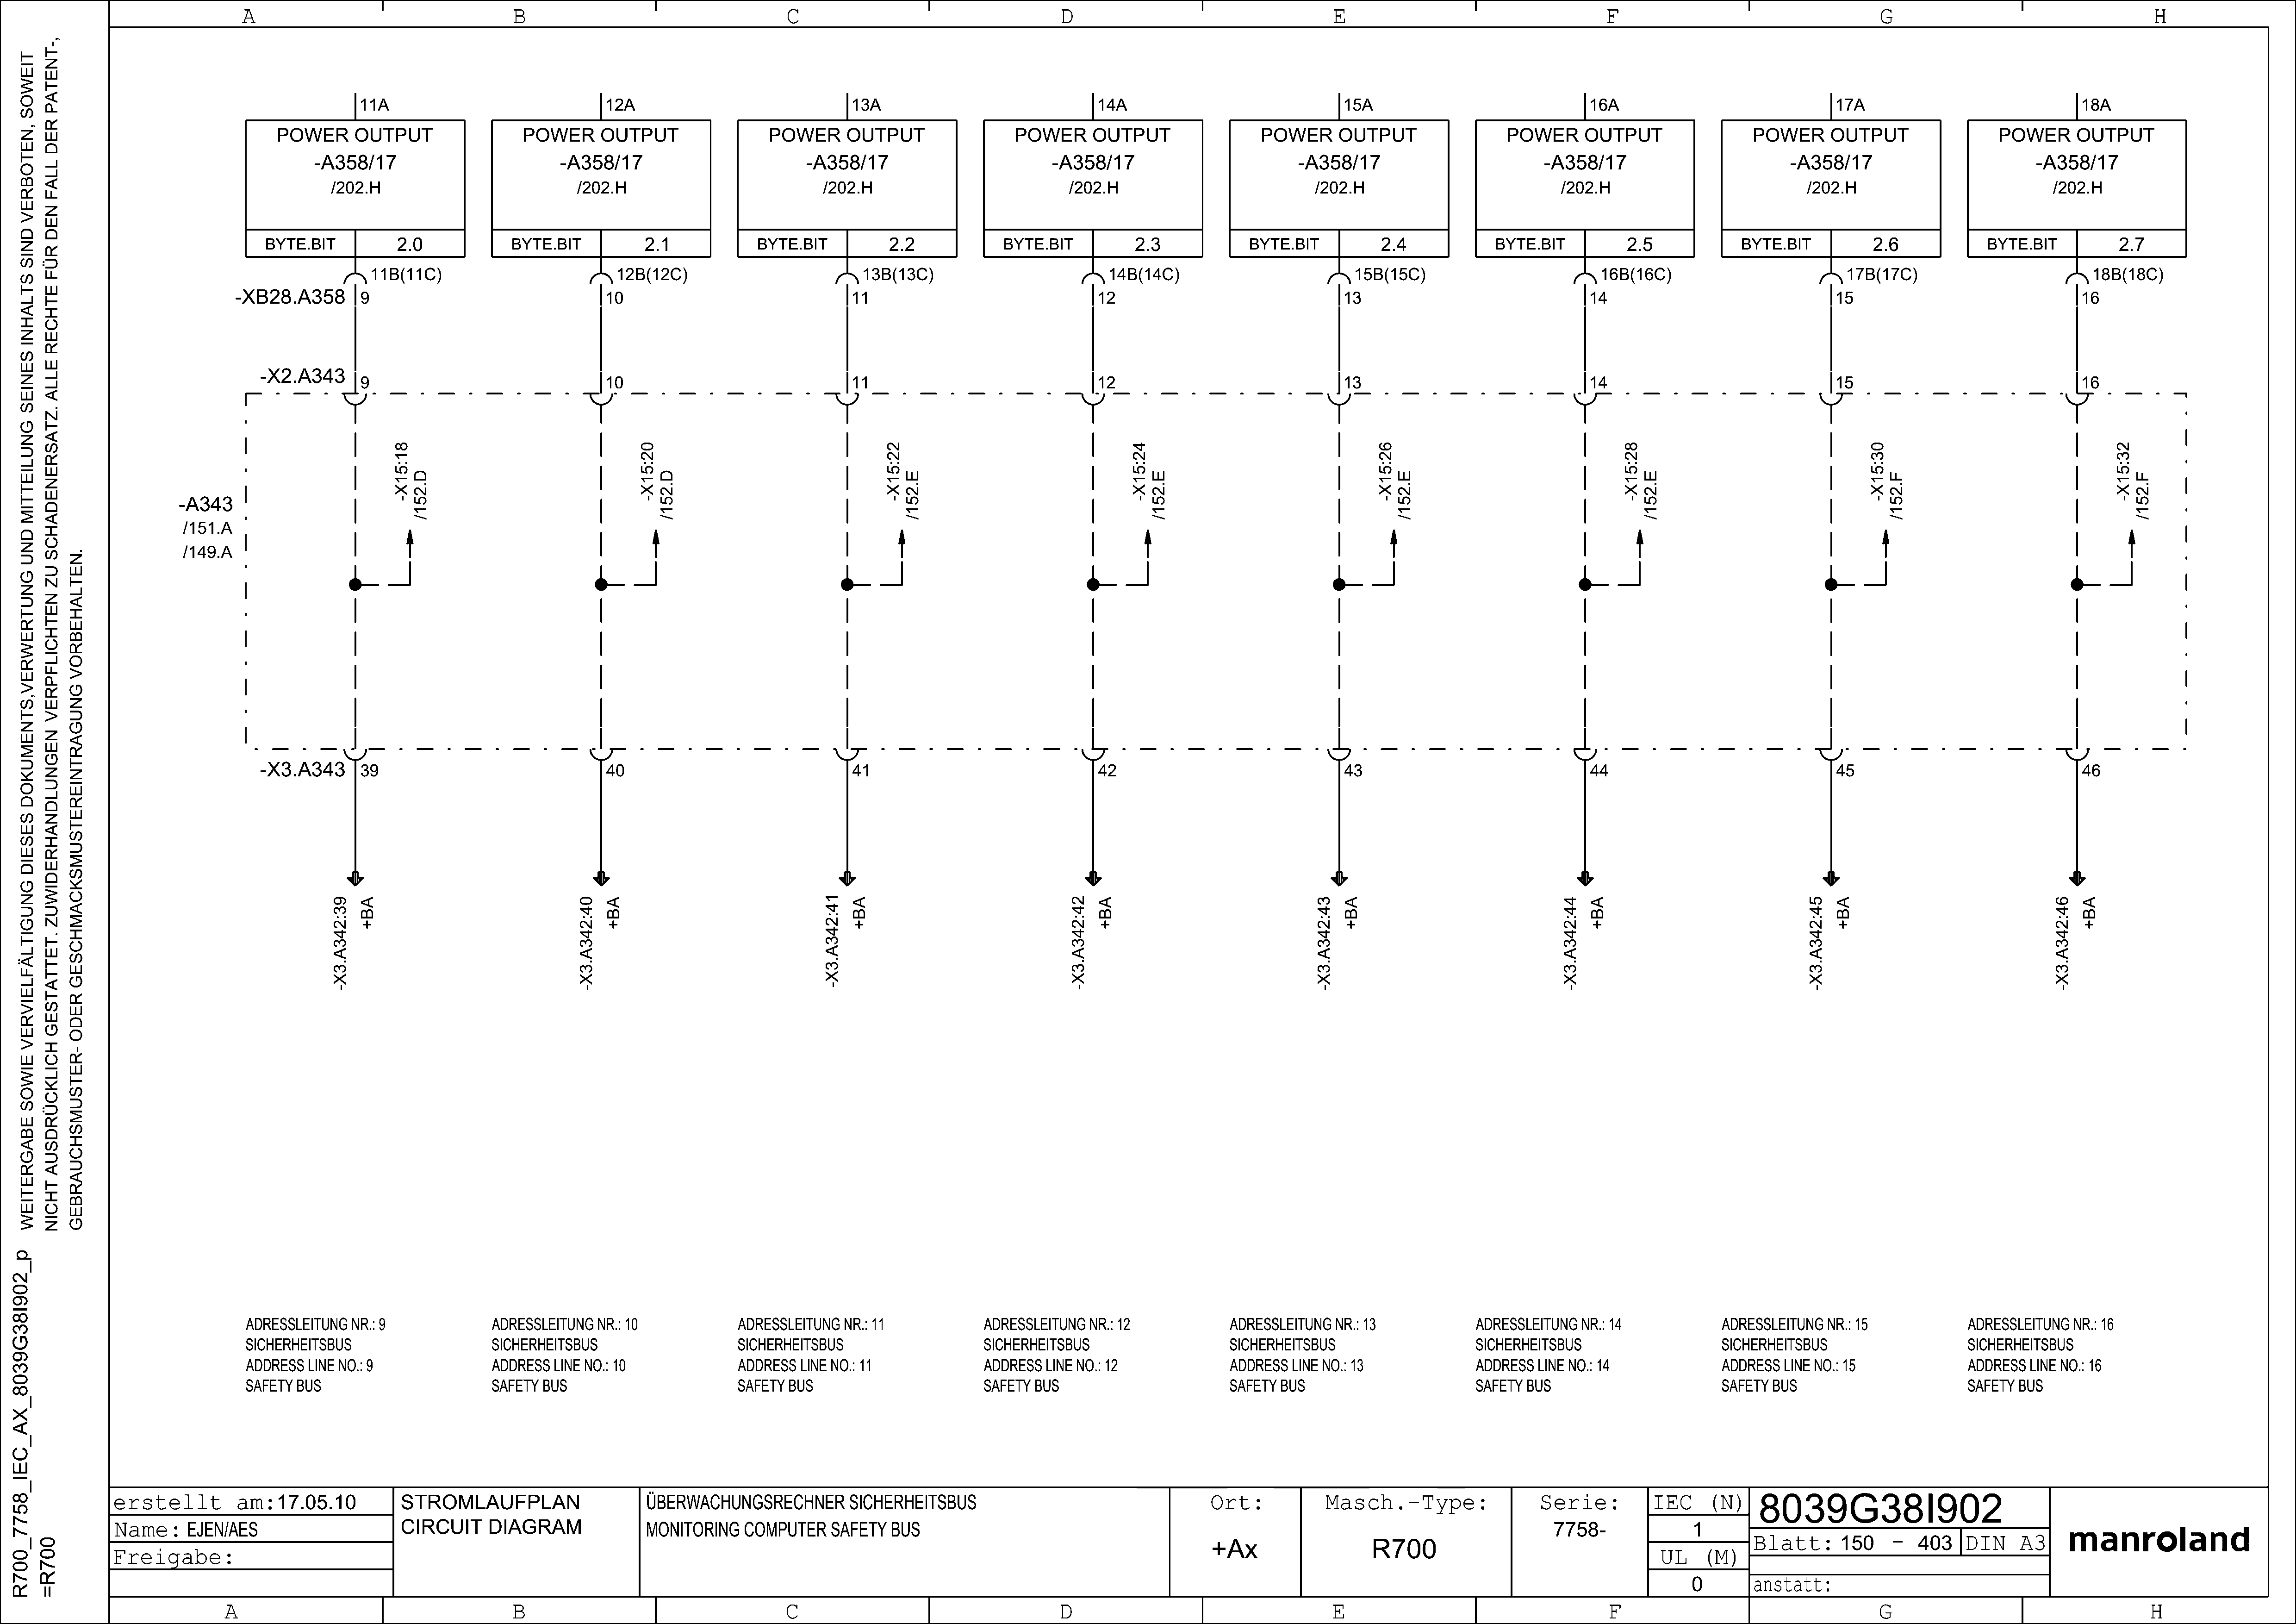 A B C D E F G H
11A 12A 13A 14A 15A 16A 17A 18A
POWER OUTPUT POWER OUTPUT POWER OUTPUT POWER OUTPUT POWER OUTPUT POWER OUTPUT POWER OUTPUT POWER OUTPUT
-A358/17 -A358/17 -A358/17 -A358/17 -A358/17 -A358/17 -A358/17 -A358/17
/202.H /202.H /202.H /202.H /202.H /202.H /202.H /202.H
BYTE.BIT 2.0 BYTE.BIT 2.1 BYTE.BIT 2.2 BYTE.BIT 2.3 BYTE.BIT 2.4 BYTE.BIT 2.5 BYTE.BIT 2.6 BYTE.BIT 2.7
11B(11C) 12B(12C) 13B(13C) 14B(14C) 15B(15C) 16B(16C) 17B(17C) 18B(18C)
-XB28.A358 9 10 11 12 13 14 15 16
-X2.A343 9 10 11 12 13 14 15 16
-X15:18 -X15:20 -X15:22 -X15:24 -X15:26 -X15:28 -X15:30 -X15:32
/152.D /152.D /152.E /152.E /152.E /152.E /152.F /152.F
-A343
/151.A
/149.A
-X3.A343 39 40 41 42 43 44 45 46
-X3.A342:39 -X3.A342:40 -X3.A342:41 -X3.A342:42 -X3.A342:43 -X3.A342:44 -X3.A342:45 -X3.A342:46
+BA +BA +BA +BA +BA +BA +BA +BA
ADRESSLEITUNG NR.: 9 ADRESSLEITUNG NR.: 10 ADRESSLEITUNG NR.: 11 ADRESSLEITUNG NR.: 12 ADRESSLEITUNG NR.: 13 ADRESSLEITUNG NR.: 14 ADRESSLEITUNG NR.: 15 ADRESSLEITUNG NR.: 16
SICHERHEITSBUS SICHERHEITSBUS SICHERHEITSBUS SICHERHEITSBUS SICHERHEITSBUS SICHERHEITSBUS SICHERHEITSBUS SICHERHEITSBUS
ADDRESS LINE NO.: 9 ADDRESS LINE NO.: 10 ADDRESS LINE NO.: 11 ADDRESS LINE NO.: 12 ADDRESS LINE NO.: 13 ADDRESS LINE NO.: 14 ADDRESS LINE NO.: 15 ADDRESS LINE NO.: 16
SAFETY BUS SAFETY BUS SAFETY BUS SAFETY BUS SAFETY BUS SAFETY BUS SAFETY BUS SAFETY BUS
WEITERGABE SOWIE VERVIELFÄLTIGUNG DIESES DOKUMENTS,VERWERTUNG UND MITTEILUNG SEINES INHALTS SIND VERBOTEN, SOWEIT
NICHT AUSDRÜCKLICH GESTATTET. ZUWIDERHANDLUNGEN VERPFLICHTEN ZU SCHADENERSATZ. ALLE RECHTE FÜR DEN FALL DER PATENT-,
GEBRAUCHSMUSTER- ODER GESCHMACKSMUSTEREINTRAGUNG VORBEHALTEN.
R700_7758_IEC_AX_8039G38I902_p
=R700
erstellt am:17.05.10
Name: EJEN/AES
Freigabe:
STROMLAUFPLAN
CIRCUIT DIAGRAM
ÜBERWACHUNGSRECHNER SICHERHEITSBUS
MONITORING COMPUTER SAFETY BUS
Ort:
+Ax
Masch.-Type:
R700
Serie:
7758-
IEC (N)
1
UL (M)
0
8039G38I902
Blatt: 150 - 403 DIN A3
anstatt:
manroland
A B C D E F G H